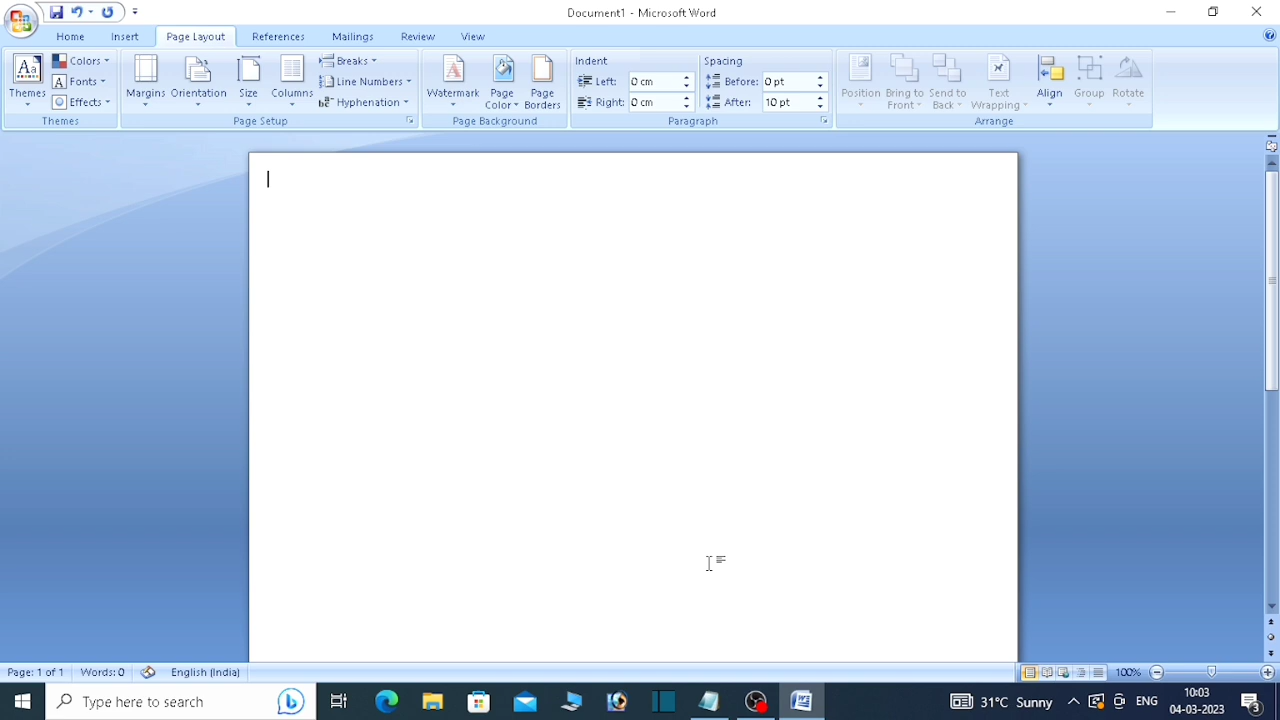 Document1 - Microsoft Word
Home Insert Page Layout References Mailings Review View
Colors Breaks Indent Spacing
Aa Fonts Line Numbers Left: 0 cm Before: 0 pt
Themes Effects Margins Orientation Size Columns Hyphenation Watermark Page Color Page Borders Right: 0 cm After: 10 pt Position Bring to Front Send to Back Text Wrapping Align Group Rotate
Themes Page Setup Page Background Paragraph Arrange
Page: 1 of 1 Words: 0 English (India) 100%
Type here to search 31°C Sunny ENG 10:03
04-03-2023 3